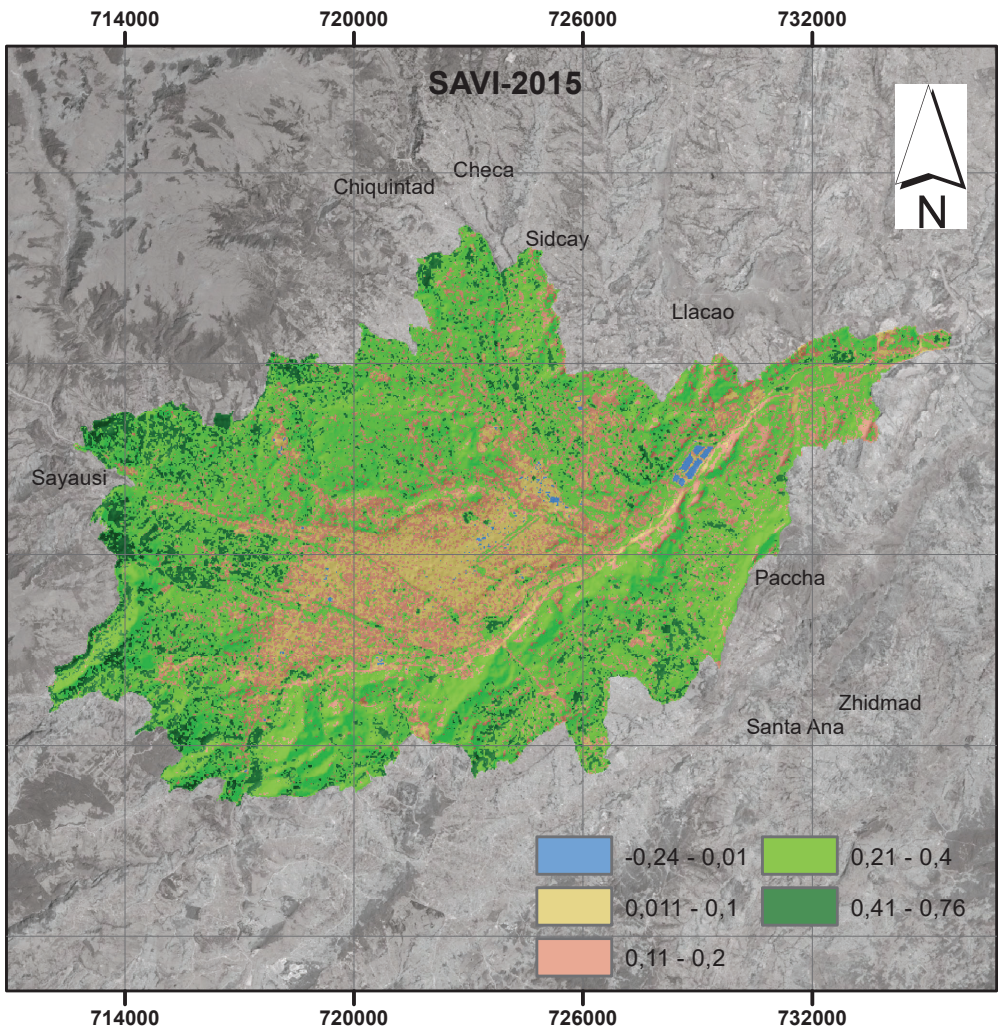 714000 720000 726000 732000
SAVI-2015
N
Checa
Chiquintad
Sidcay
Llacao
Sayausi
Paccha
Zhidmad
Santa Ana
-0,24 - 0,01
0,21 - 0,4
0,011 - 0,1
0,41 - 0,76
0,11 - 0,2
714000 720000 726000 732000